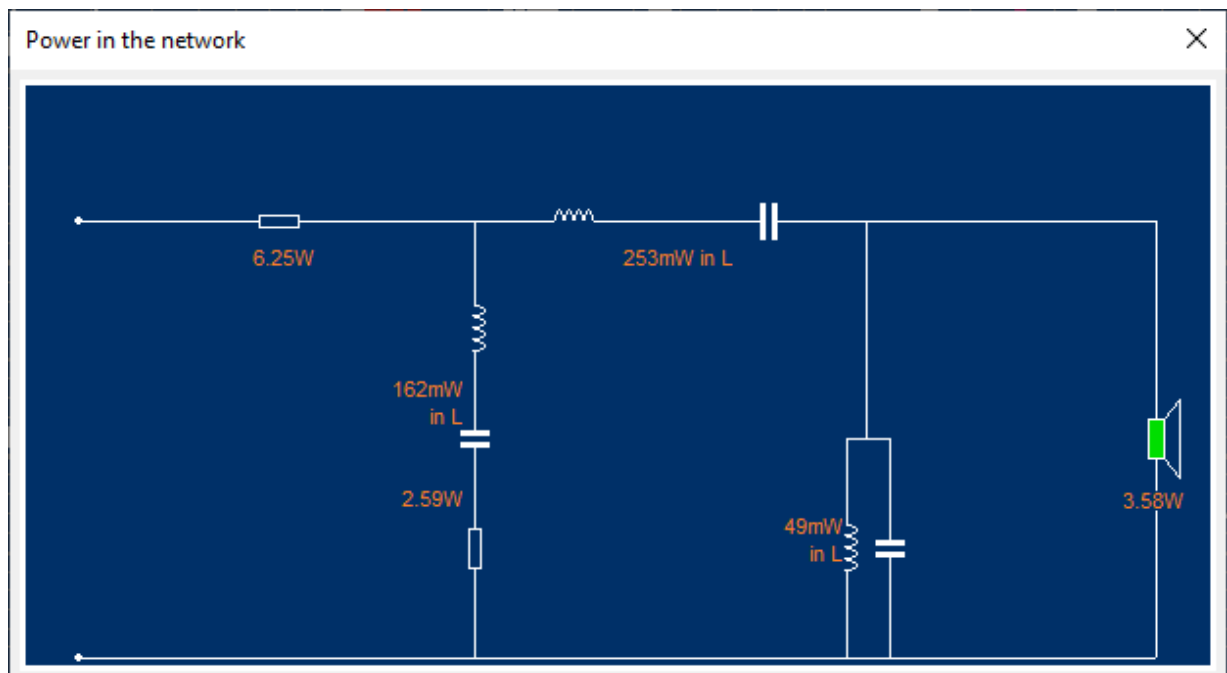 Power in the network
6.25W
253mW in L
162mW
in L
2.59W
49mW
in L
3.58W